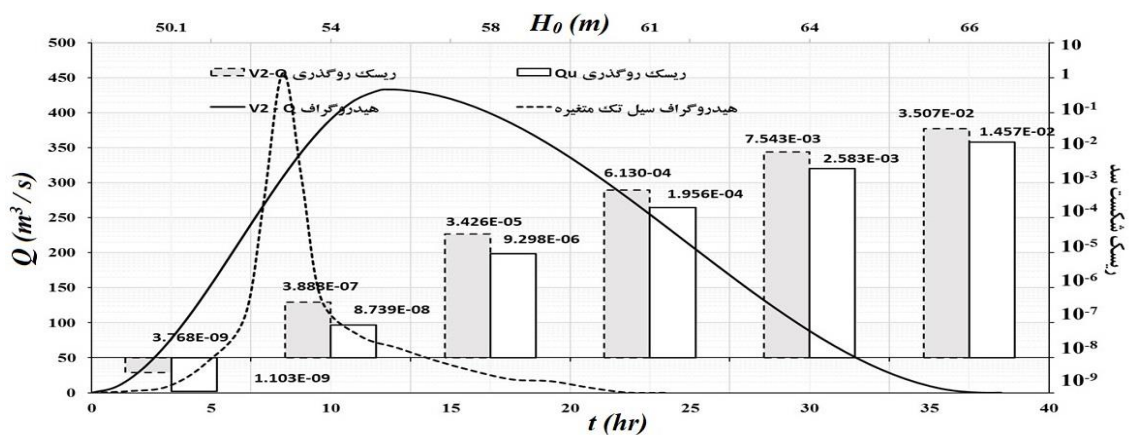 H₀ (m)
50.1 54 58 61 64 66
500 10
450 1
400 10⁻¹
350 10⁻²
300 10⁻³
250 10⁻⁴
200 10⁻⁵
150 10⁻⁶
100 10⁻⁷
50 10⁻⁸
0 10⁻⁹
Q (m³ / s)
ریسک شکست سد
ریسک روگذری V2-Q
ریسک روگذری Qu
هیدروگراف V2 - Q
هیدروگراف سیل تک متغیره
3.768E-09
1.103E-09
3.888E-07
8.739E-08
3.426E-05
9.298E-06
6.130-04
1.956E-04
7.543E-03
2.583E-03
3.507E-02
1.457E-02
0 5 10 15 20 25 30 35 40
t (hr)